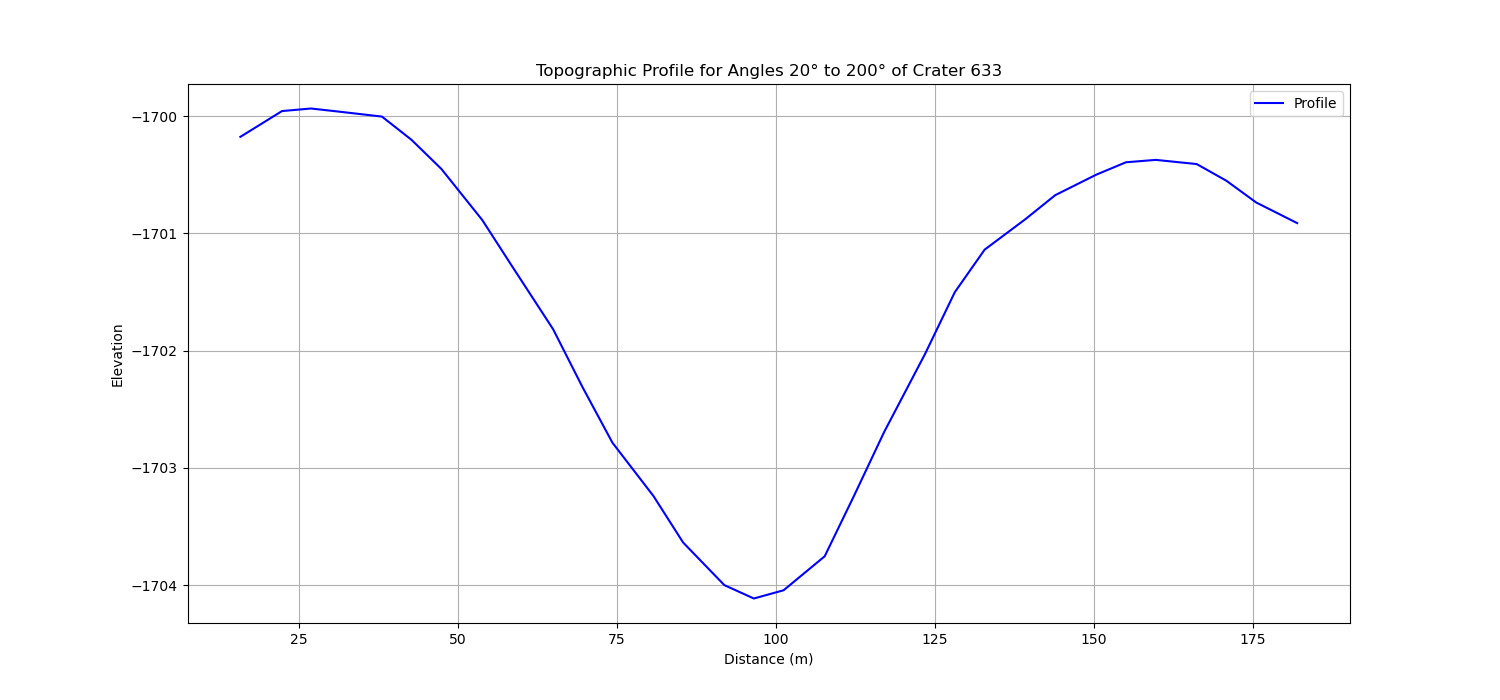 Topographic Profile for Angles 20° to 200° of Crater 633
Profile
−1700
−1701
−1702
−1703
−1704
Elevation
25 50 75 100 125 150 175
Distance (m)